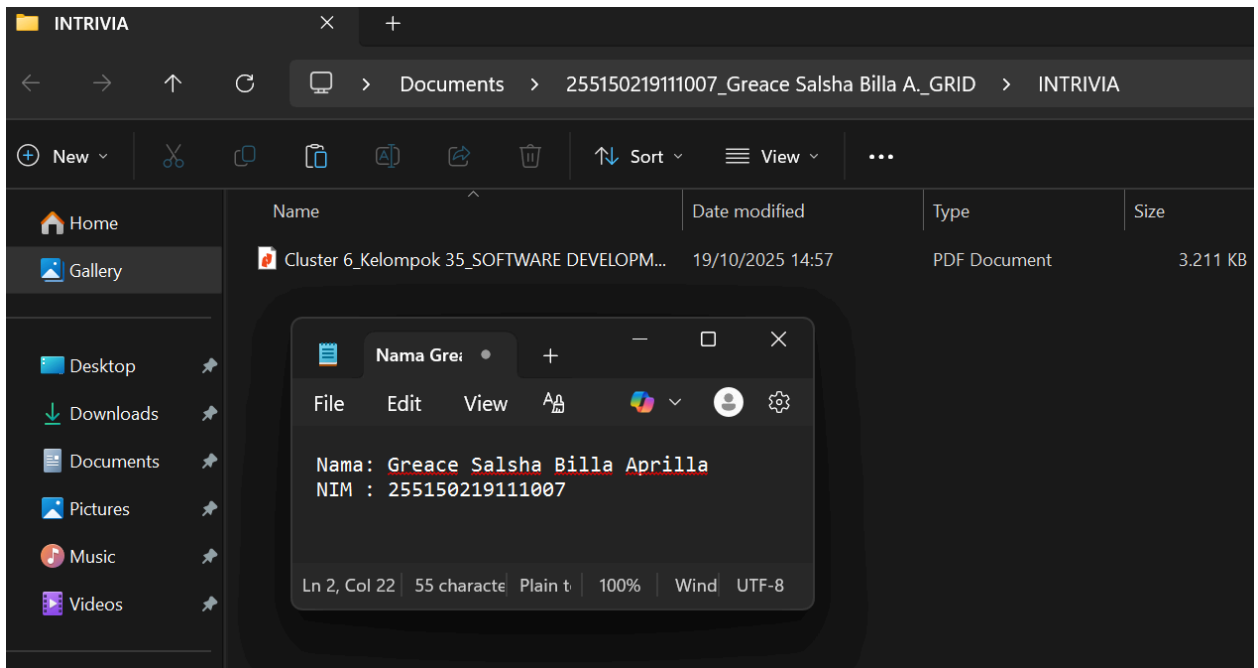 INTRIVIA
Documents > 255150219111007_Greace Salsha Billa A._GRID > INTRIVIA
New Sort View
Name Date modified Type Size
Home
Gallery
Cluster 6_Kelompok 35_SOFTWARE DEVELOPM... 19/10/2025 14:57 PDF Document 3.211 KB
Desktop
Downloads
Documents
Pictures
Music
Videos
Nama Grea
File Edit View
Nama: Greace Salsha Billa Aprilla
NIM : 255150219111007
Ln 2, Col 22 55 characte Plain t 100% Wind UTF-8